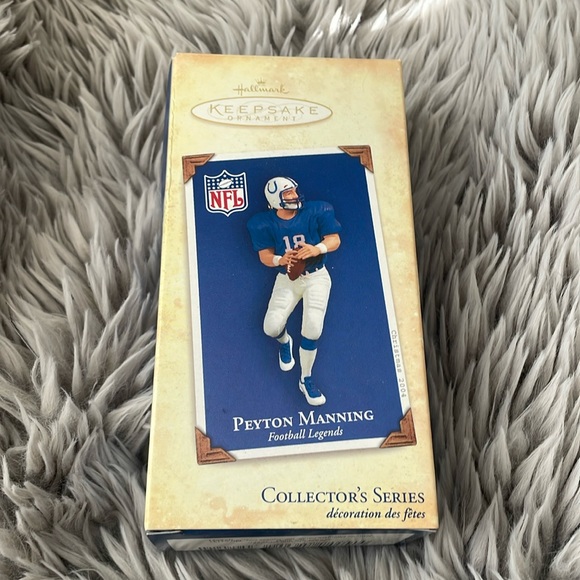 Hallmark
KEEPSAKE
ORNAMENT
NFL
18
PEYTON MANNING
Football Legends
Christmas 2004
COLLECTOR'S SERIES
décoration des fêtes